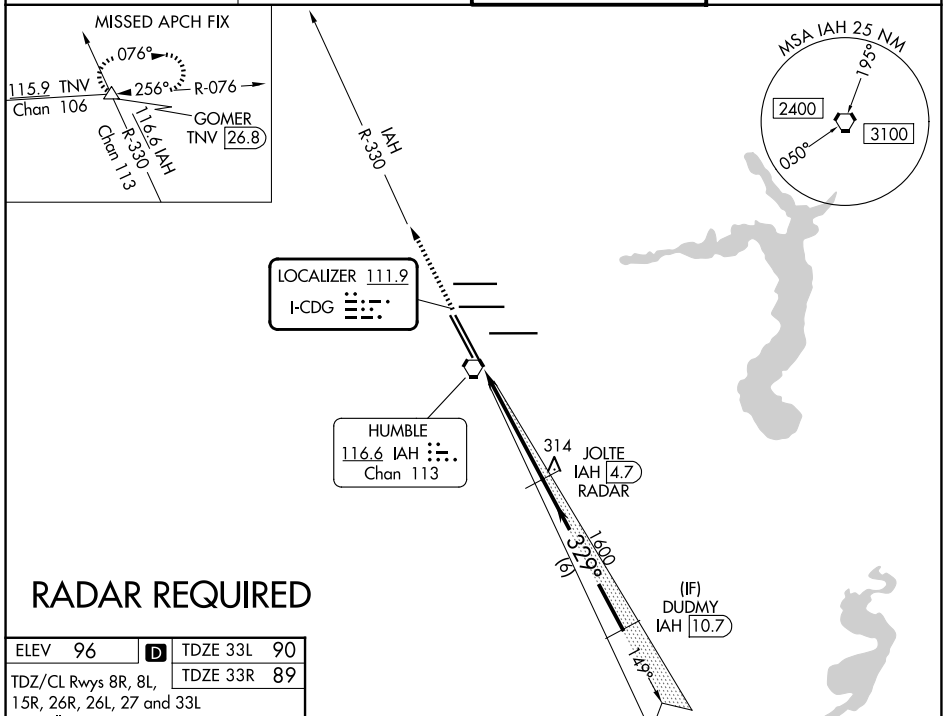 MISSED APCH FIX
076°
115.9 TNV
Chan 106
256°
R-076
GOMER
TNV 26.8
116.6 IAH
R-330
Chan 113
IAH
R-330
MSA IAH 25 NM
195°
2400
3100
050°
LOCALIZER 111.9
I-CDG
HUMBLE
116.6 IAH
Chan 113
314
JOLTE
IAH 4.7
RADAR
329°
1600
(6)
(IF)
DUDMY
IAH 10.7
149°
RADAR REQUIRED
ELEV 96 D TDZE 33L 90
TDZE 33R 89
TDZ/CL Rwys 8R, 8L,
15R, 26R, 26L, 27 and 33L